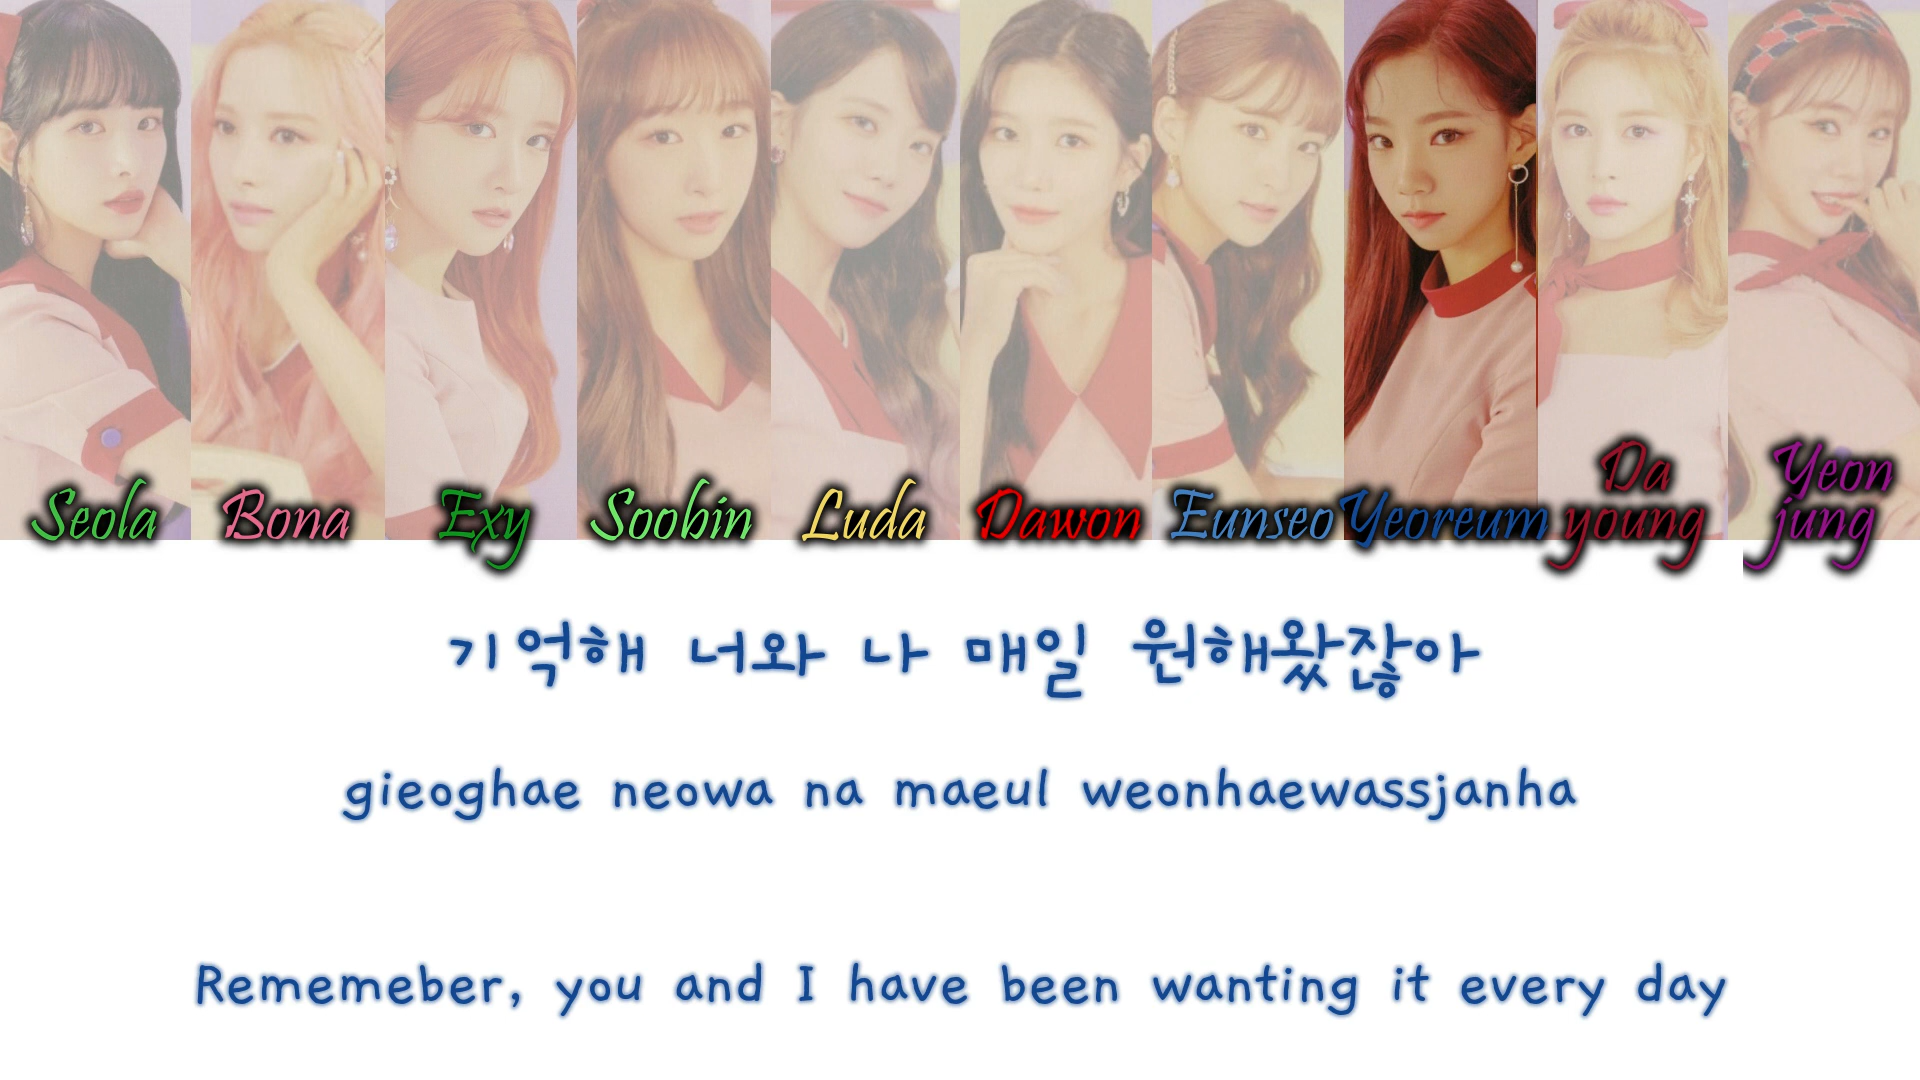 Seola Bona Exy Soobin Luda Dawon Eunseo Yeoreum Da young Yeon jung
기억해 너와 나 매일 원해왔잖아
gieoghae neowa na maeul weonhaewassjanha
Rememeber, you and I have been wanting it every day